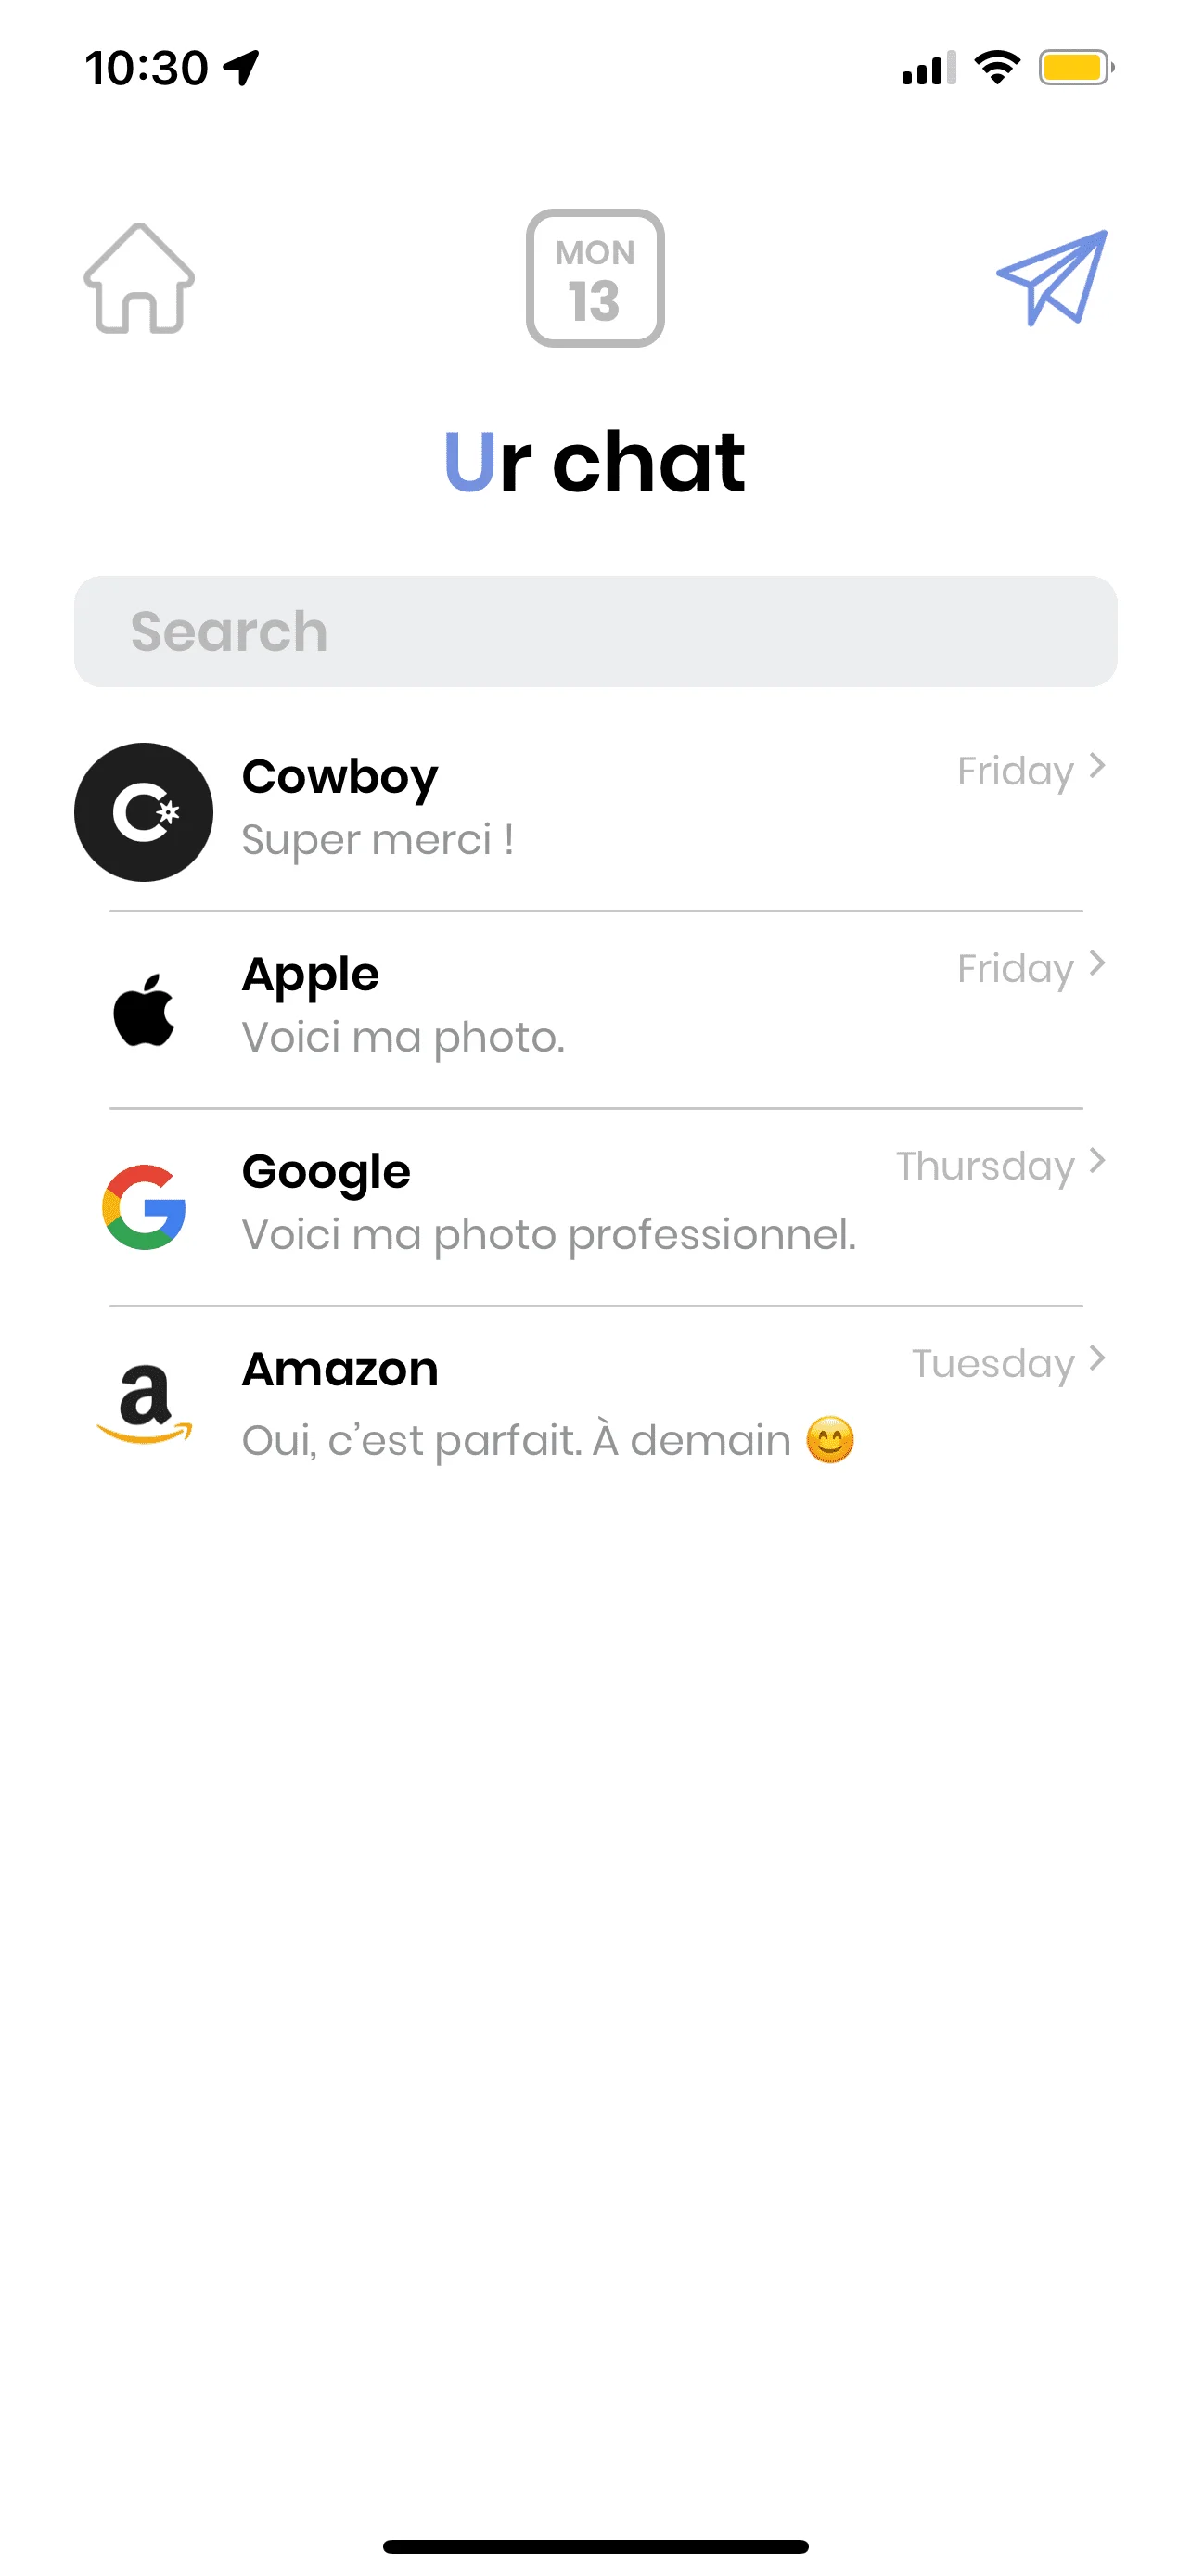 10:30
MON
13
Ur chat
Search
Cowboy
Friday
Super merci !
Apple
Friday
Voici ma photo.
Google
Thursday
Voici ma photo professionnel.
Amazon
Tuesday
Oui, c’est parfait. À demain 😊